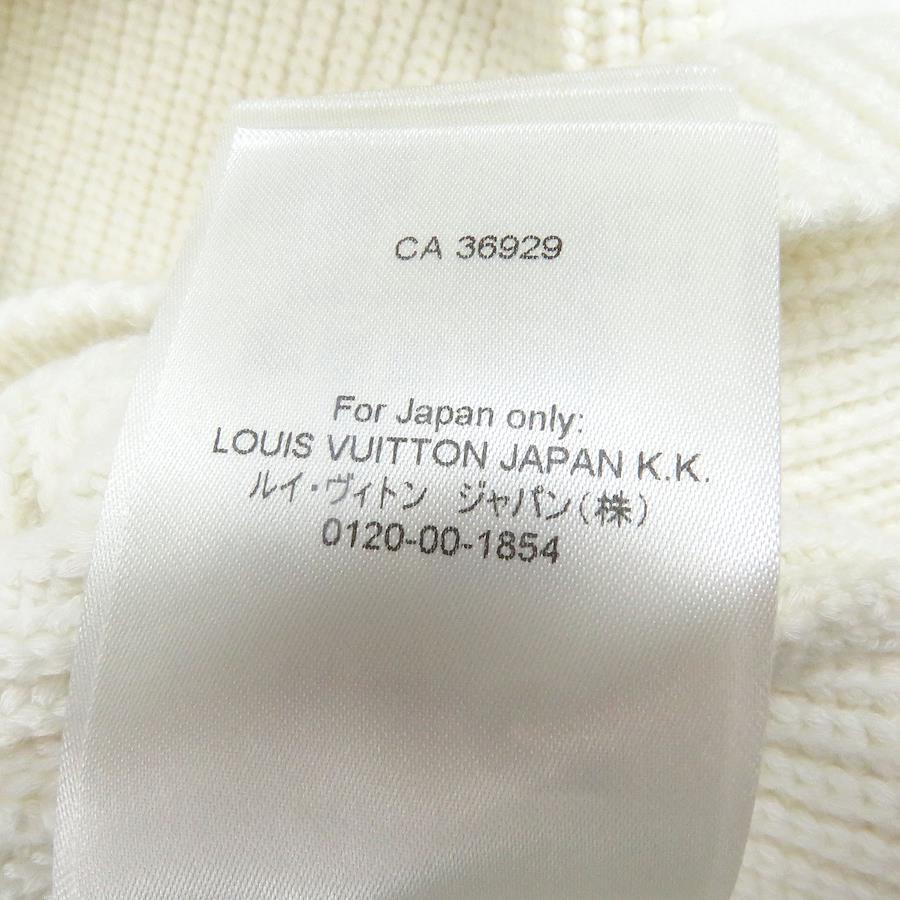 CA 36929
For Japan only:
LOUIS VUITTON JAPAN K.K.
ルイ・ヴィトン ジャパン(株)
0120-00-1854